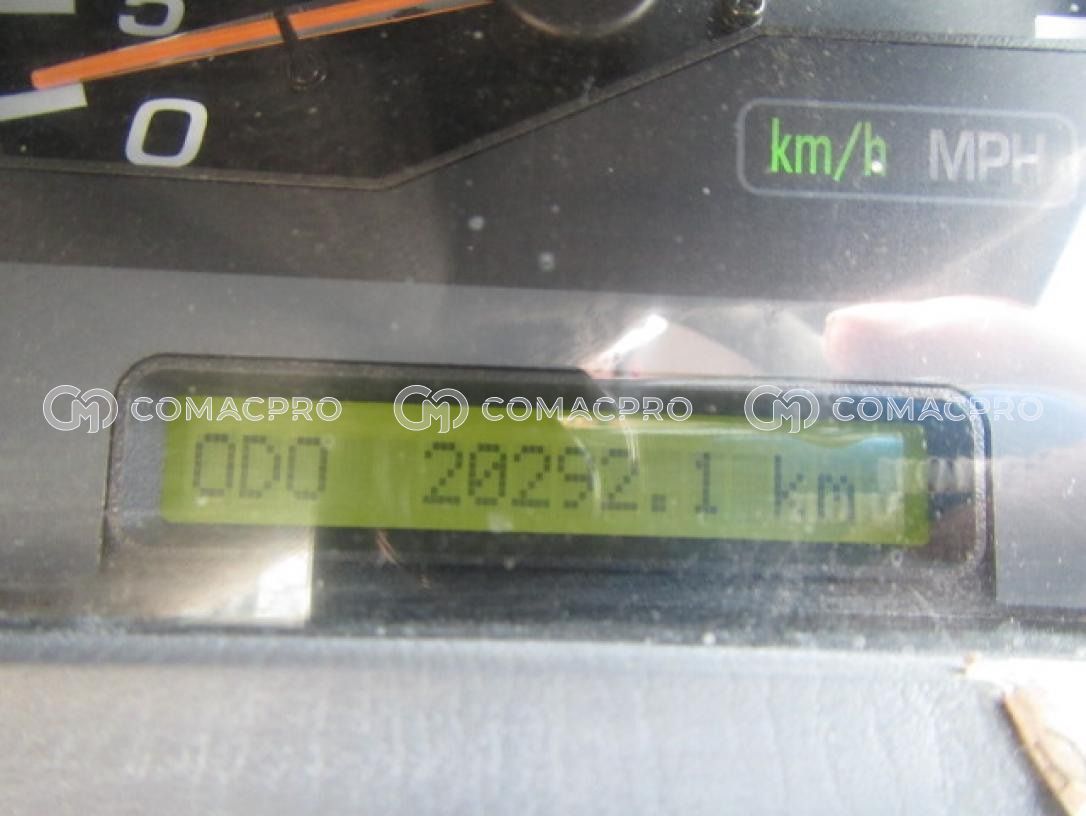 5
0
km/h MPH
COMACPRO COMACPRO COMACPRO
ODO 20292.1 km